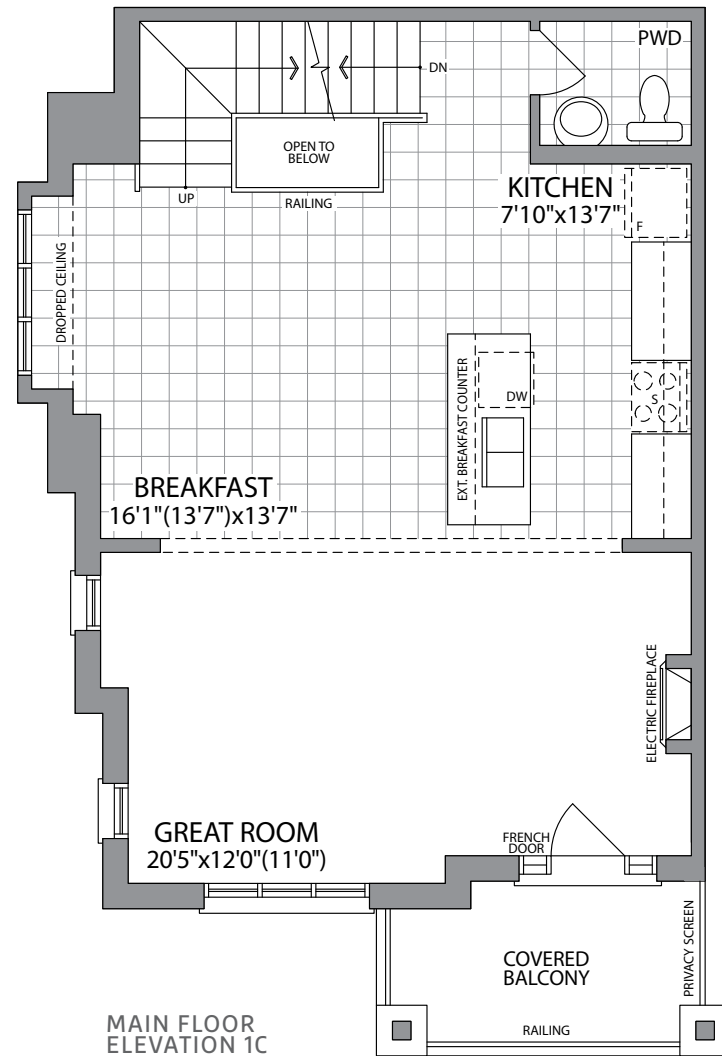 PWD
DN
OPEN TO
BELOW
UP
RAILING
KITCHEN
7'10"x13'7"
F
DROPPED CEILING
EXT. BREAKFAST COUNTER
DW
S
BREAKFAST
16'1"(13'7")x13'7"
ELECTRIC FIREPLACE
GREAT ROOM
20'5"x12'0"(11'0")
FRENCH
DOOR
COVERED
BALCONY
PRIVACY SCREEN
RAILING
MAIN FLOOR
ELEVATION 1C